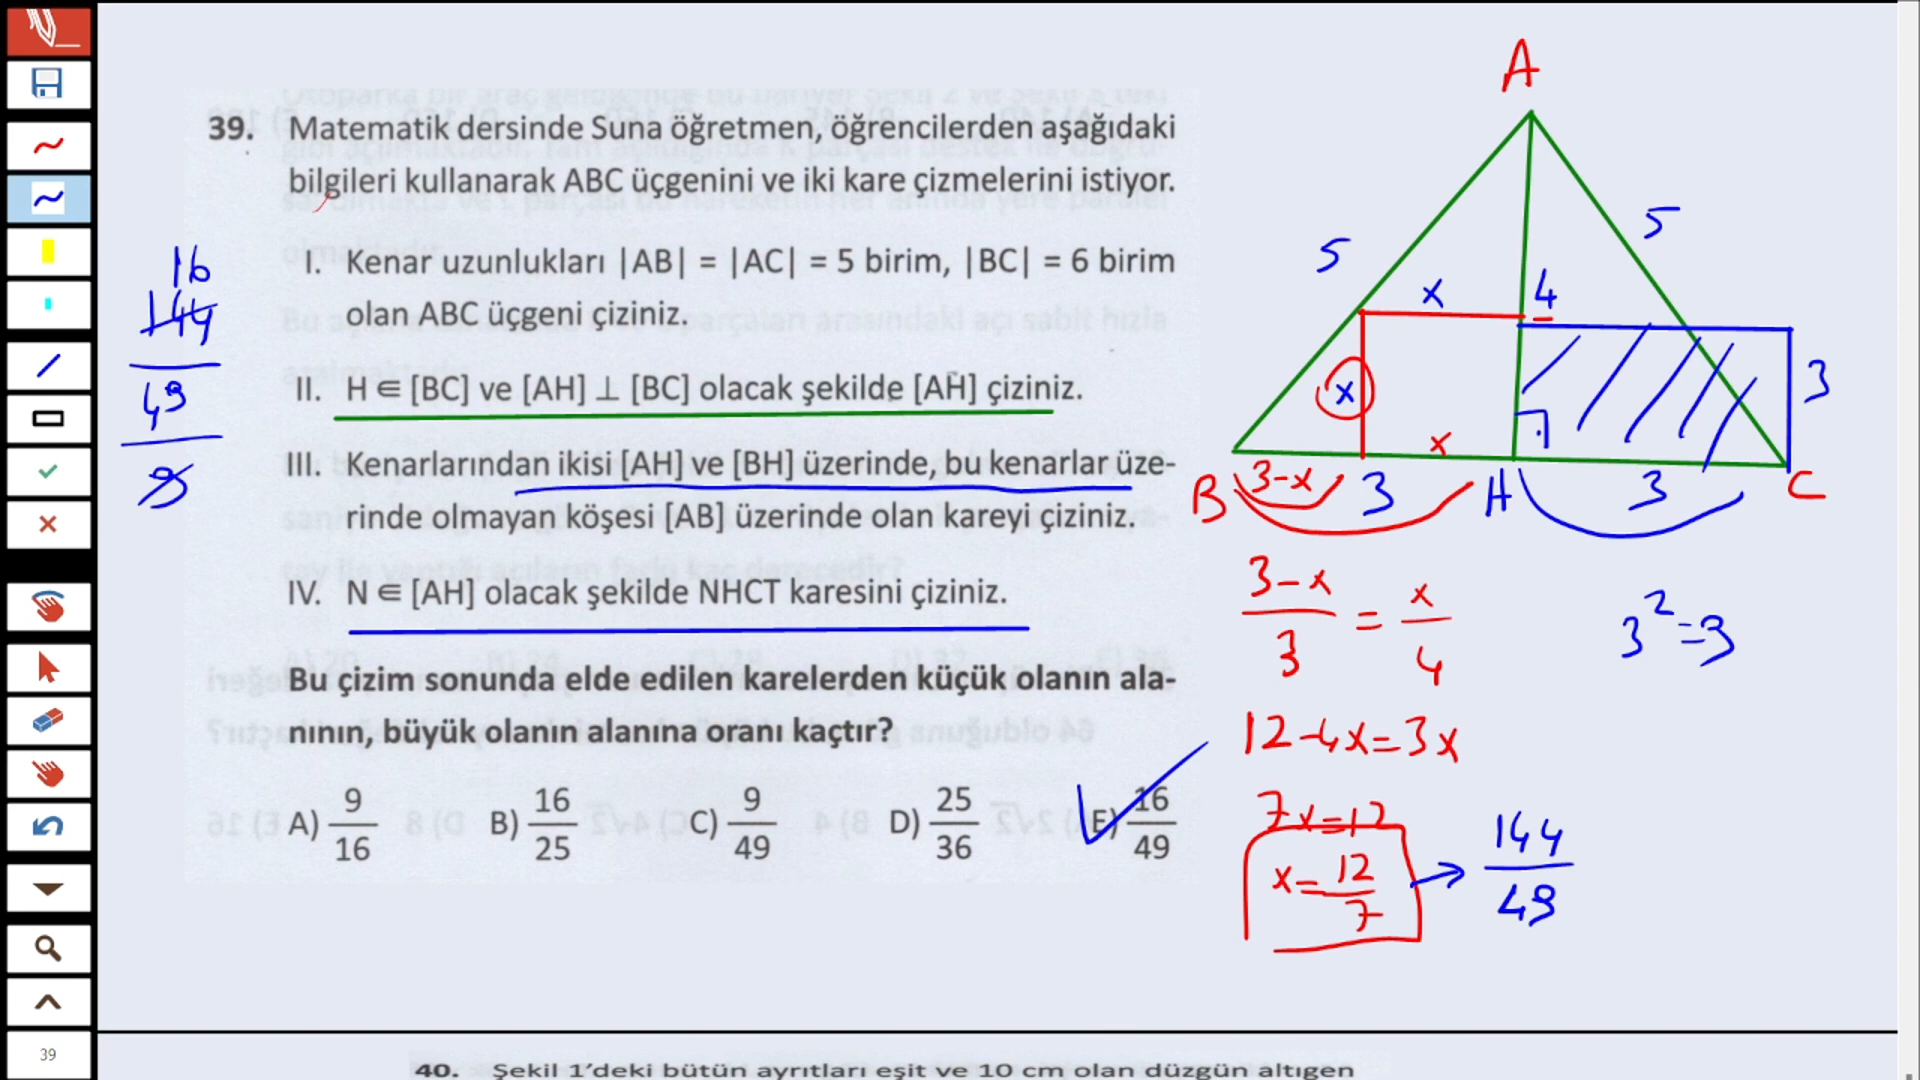 39. Matematik dersinde Suna öğretmen, öğrencilerden aşağıdaki
bilgileri kullanarak ABC üçgenini ve iki kare çizmelerini istiyor.
I. Kenar uzunlukları |AB| = |AC| = 5 birim, |BC| = 6 birim
olan ABC üçgeni çiziniz.
II. H ∈ [BC] ve [AH] ⊥ [BC] olacak şekilde [AH] çiziniz.
III. Kenarlarından ikisi [AH] ve [BH] üzerinde, bu kenarlar üze-
rinde olmayan köşesi [AB] üzerinde olan kareyi çiziniz.
IV. N ∈ [AH] olacak şekilde NHCT karesini çiziniz.
Bu çizim sonunda elde edilen karelerden küçük olanın ala-
nının, büyük olanın alanına oranı kaçtır?
A) 9/16 B) 16/25 C) 9/49 D) 25/36 E) 16/49
16
144
49
9
A
5
5
x
4
x
3
x
B
3-x
3
H
3
C
3-x/3 = x/4
3²=9
12-4x=3x
7x=12
x=12/7 → 144/49
39
40. Şekil 1'deki bütün ayrıtları eşit ve 10 cm olan düzgün altıgen